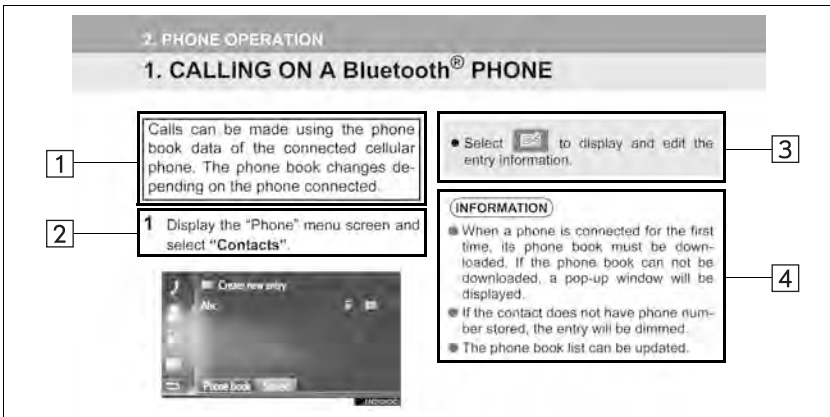 2. PHONE OPERATION
1. CALLING ON A Bluetooth® PHONE
1
Calls can be made using the phone
book data of the connected cellular
phone. The phone book changes de-
pending on the phone connected.
2
1 Display the “Phone” menu screen and
select “Contacts”.
Create new entry
Abc
Phone book
3
● Select to display and edit the
entry information.
4
INFORMATION
● When a phone is connected for the first
time, its phone book must be down-
loaded. If the phone book can not be
downloaded, a pop-up window will be
displayed.
● If the contact does not have phone num-
ber stored, the entry will be dimmed.
● The phone book list can be updated.